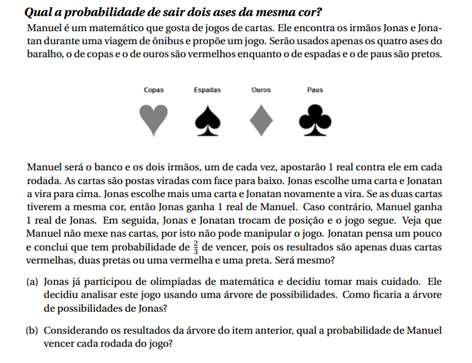 Qual a probabilidade de sair dois ases da mesma cor?
Manuel é um matemático que gosta de jogos de cartas. Ele encontra os irmãos Jonas e Jona-
tan durante uma viagem de ônibus e propõe um jogo. Serão usados apenas os quatro ases do
baralho, o de copas e o de ouros são vermelhos enquanto o de espadas e o de paus são pretos.
Copas Espadas Ouros Paus
Manuel será o banco e os dois irmãos, um de cada vez, apostarão 1 real contra ele em cada
rodada. As cartas são postas viradas com face para baixo. Jonas escolhe uma carta e Jonatan
a vira para cima. Jonas escolhe mais uma carta e Jonatan novamente a vira. Se as duas cartas
tiverem a mesma cor, então Jonas ganha 1 real de Manuel. Caso contrário, Manuel ganha
1 real de Jonas. Em seguida, Jonas e Jonatan trocam de posição e o jogo segue. Veja que
Manuel não mexe nas cartas, por isto não pode manipular o jogo. Jonatan pensa um pouco
e conclui que tem probabilidade de 2/3 de vencer, pois os resultados são apenas duas cartas
vermelhas, duas pretas ou uma vermelha e uma preta. Será mesmo?
(a) Jonas já participou de olimpíadas de matemática e decidiu tomar mais cuidado. Ele
decidiu analisar este jogo usando uma árvore de possibilidades. Como ficaria a árvore
de possibilidades de Jonas?
(b) Considerando os resultados da árvore do item anterior, qual a probabilidade de Manuel
vencer cada rodada do jogo?